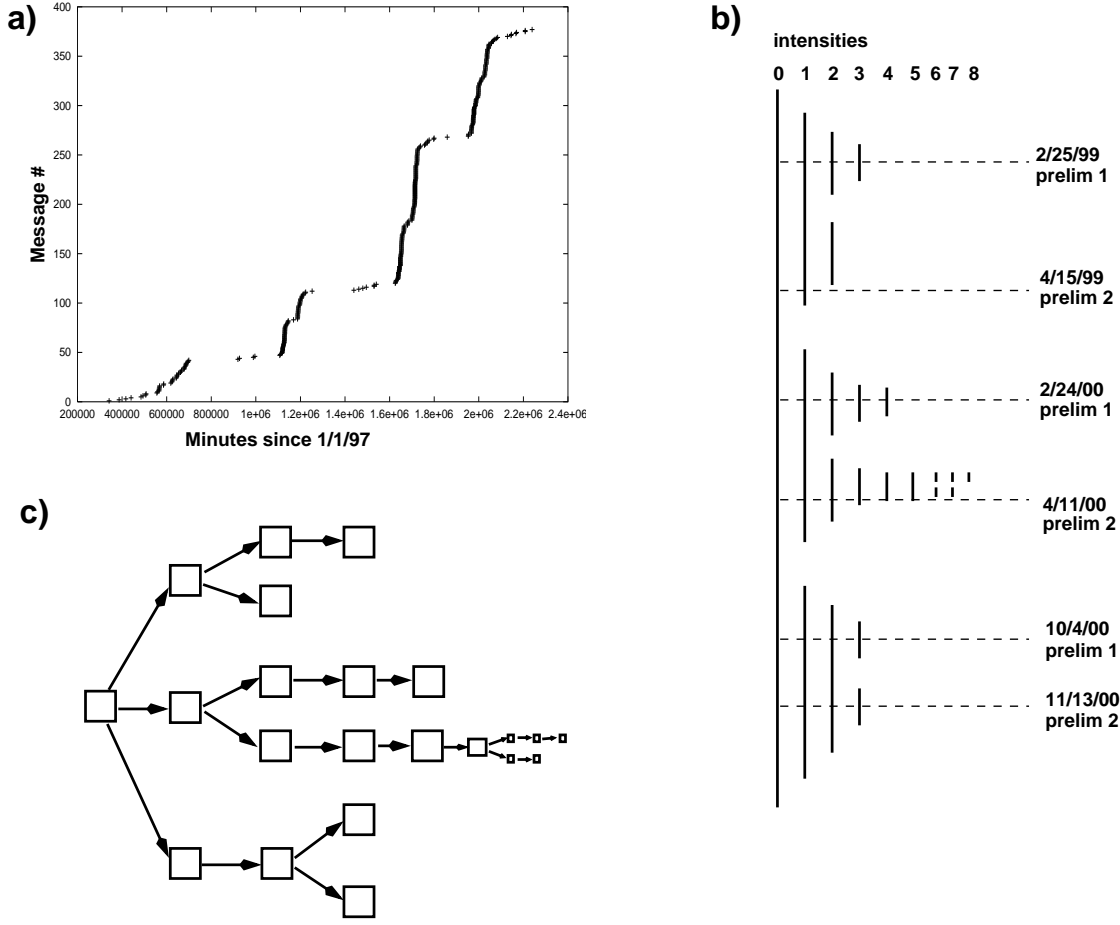 a)
400
350
300
250
200
150
100
50
0
Message #
200000 400000 600000 800000 1e+06 1.2e+06 1.4e+06 1.6e+06 1.8e+06 2e+06 2.2e+06 2.4e+06
Minutes since 1/1/97
b)
intensities
0 1 2 3 4 5 6 7 8
2/25/99
prelim 1
4/15/99
prelim 2
2/24/00
prelim 1
4/11/00
prelim 2
10/4/00
prelim 1
11/13/00
prelim 2
c)